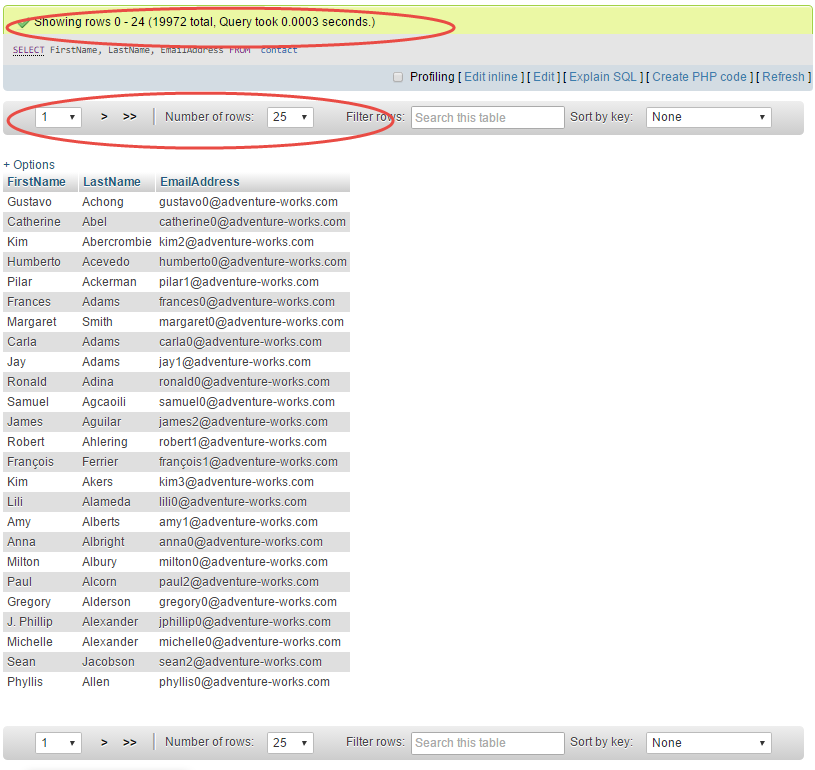 Showing rows 0 - 24 (19972 total, Query took 0.0003 seconds.)
SELECT FirstName, LastName, EmailAddress FROM `contact`
Profiling [ Edit inline ] [ Edit ] [ Explain SQL ] [ Create PHP code ] [ Refresh ]
1 > >> Number of rows: 25 Filter rows: Search this table Sort by key: None
+ Options
FirstName LastName EmailAddress
Gustavo Achong gustavo0@adventure-works.com
Catherine Abel catherine0@adventure-works.com
Kim Abercrombie kim2@adventure-works.com
Humberto Acevedo humberto0@adventure-works.com
Pilar Ackerman pilar1@adventure-works.com
Frances Adams frances0@adventure-works.com
Margaret Smith margaret0@adventure-works.com
Carla Adams carla0@adventure-works.com
Jay Adams jay1@adventure-works.com
Ronald Adina ronald0@adventure-works.com
Samuel Agcaoili samuel0@adventure-works.com
James Aguilar james2@adventure-works.com
Robert Ahlering robert1@adventure-works.com
François Ferrier françois1@adventure-works.com
Kim Akers kim3@adventure-works.com
Lili Alameda lili0@adventure-works.com
Amy Alberts amy1@adventure-works.com
Anna Albright anna0@adventure-works.com
Milton Albury milton0@adventure-works.com
Paul Alcorn paul2@adventure-works.com
Gregory Alderson gregory0@adventure-works.com
J. Phillip Alexander jphillip0@adventure-works.com
Michelle Alexander michelle0@adventure-works.com
Sean Jacobson sean2@adventure-works.com
Phyllis Allen phyllis0@adventure-works.com
1 > >> Number of rows: 25 Filter rows: Search this table Sort by key: None